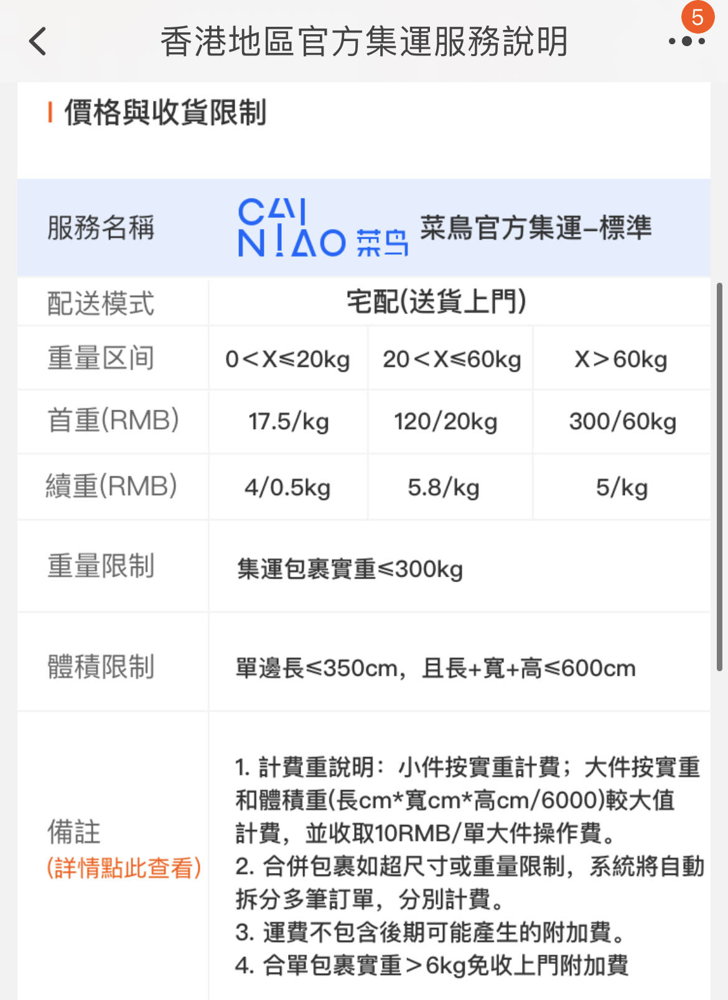 香港地區官方集運服務說明
5
價格與收貨限制
服務名稱
CAI
NIAO 菜鸟
菜鳥官方集運-標準
配送模式
宅配(送貨上門)
重量区间
0<X≤20kg
20<X≤60kg
X>60kg
首重(RMB)
17.5/kg
120/20kg
300/60kg
續重(RMB)
4/0.5kg
5.8/kg
5/kg
重量限制
集運包裹實重≤300kg
體積限制
單邊長≤350cm，且長+寬+高≤600cm
備註
(詳情點此查看)
1. 計費重說明：小件按實重計費；大件按實重
和體積重(長cm*寬cm*高cm/6000)較大值
計費，並收取10RMB/單大件操作費。
2. 合併包裹如超尺寸或重量限制，系統將自動
拆分多筆訂單，分別計費。
3. 運費不包含後期可能產生的附加費。
4. 合單包裹實重>6kg免收上門附加費